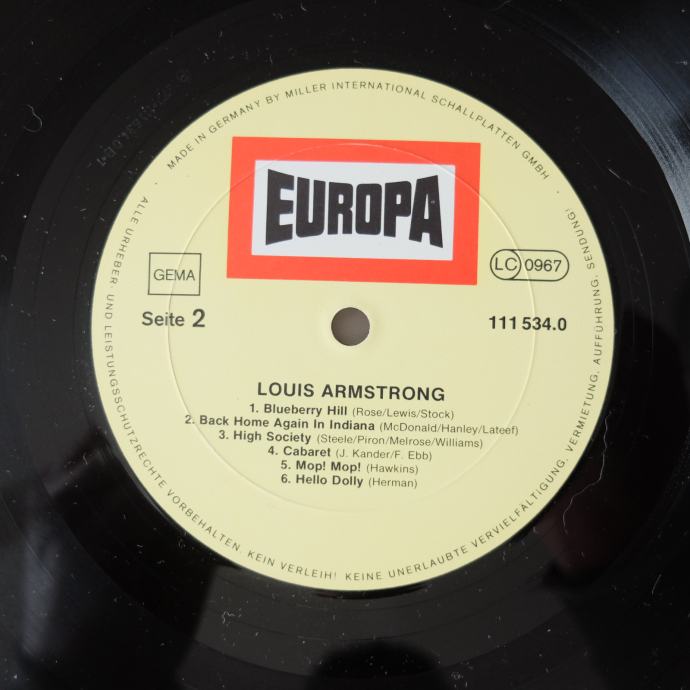 MADE IN GERMANY BY MILLER INTERNATIONAL SCHALLPLATTEN GMBH
EUROPA
GEMA
LC 0967
Seite 2
111 534.0
LOUIS ARMSTRONG
1. Blueberry Hill (Rose/Lewis/Stock)
2. Back Home Again In Indiana (McDonald/Hanley/Lateef)
3. High Society (Steele/Piron/Melrose/Williams)
4. Cabaret (J. Kander/F. Ebb)
5. Mop! Mop! (Hawkins)
6. Hello Dolly (Herman)
ALLE URHEBER- UND LEISTUNGSSCHUTZRECHTE VORBEHALTEN. KEIN VERLEIH! KEINE UNERLAUBTE VERVIELFÄLTIGUNG, VERMIETUNG, AUFFÜHRUNG, SENDUNG!